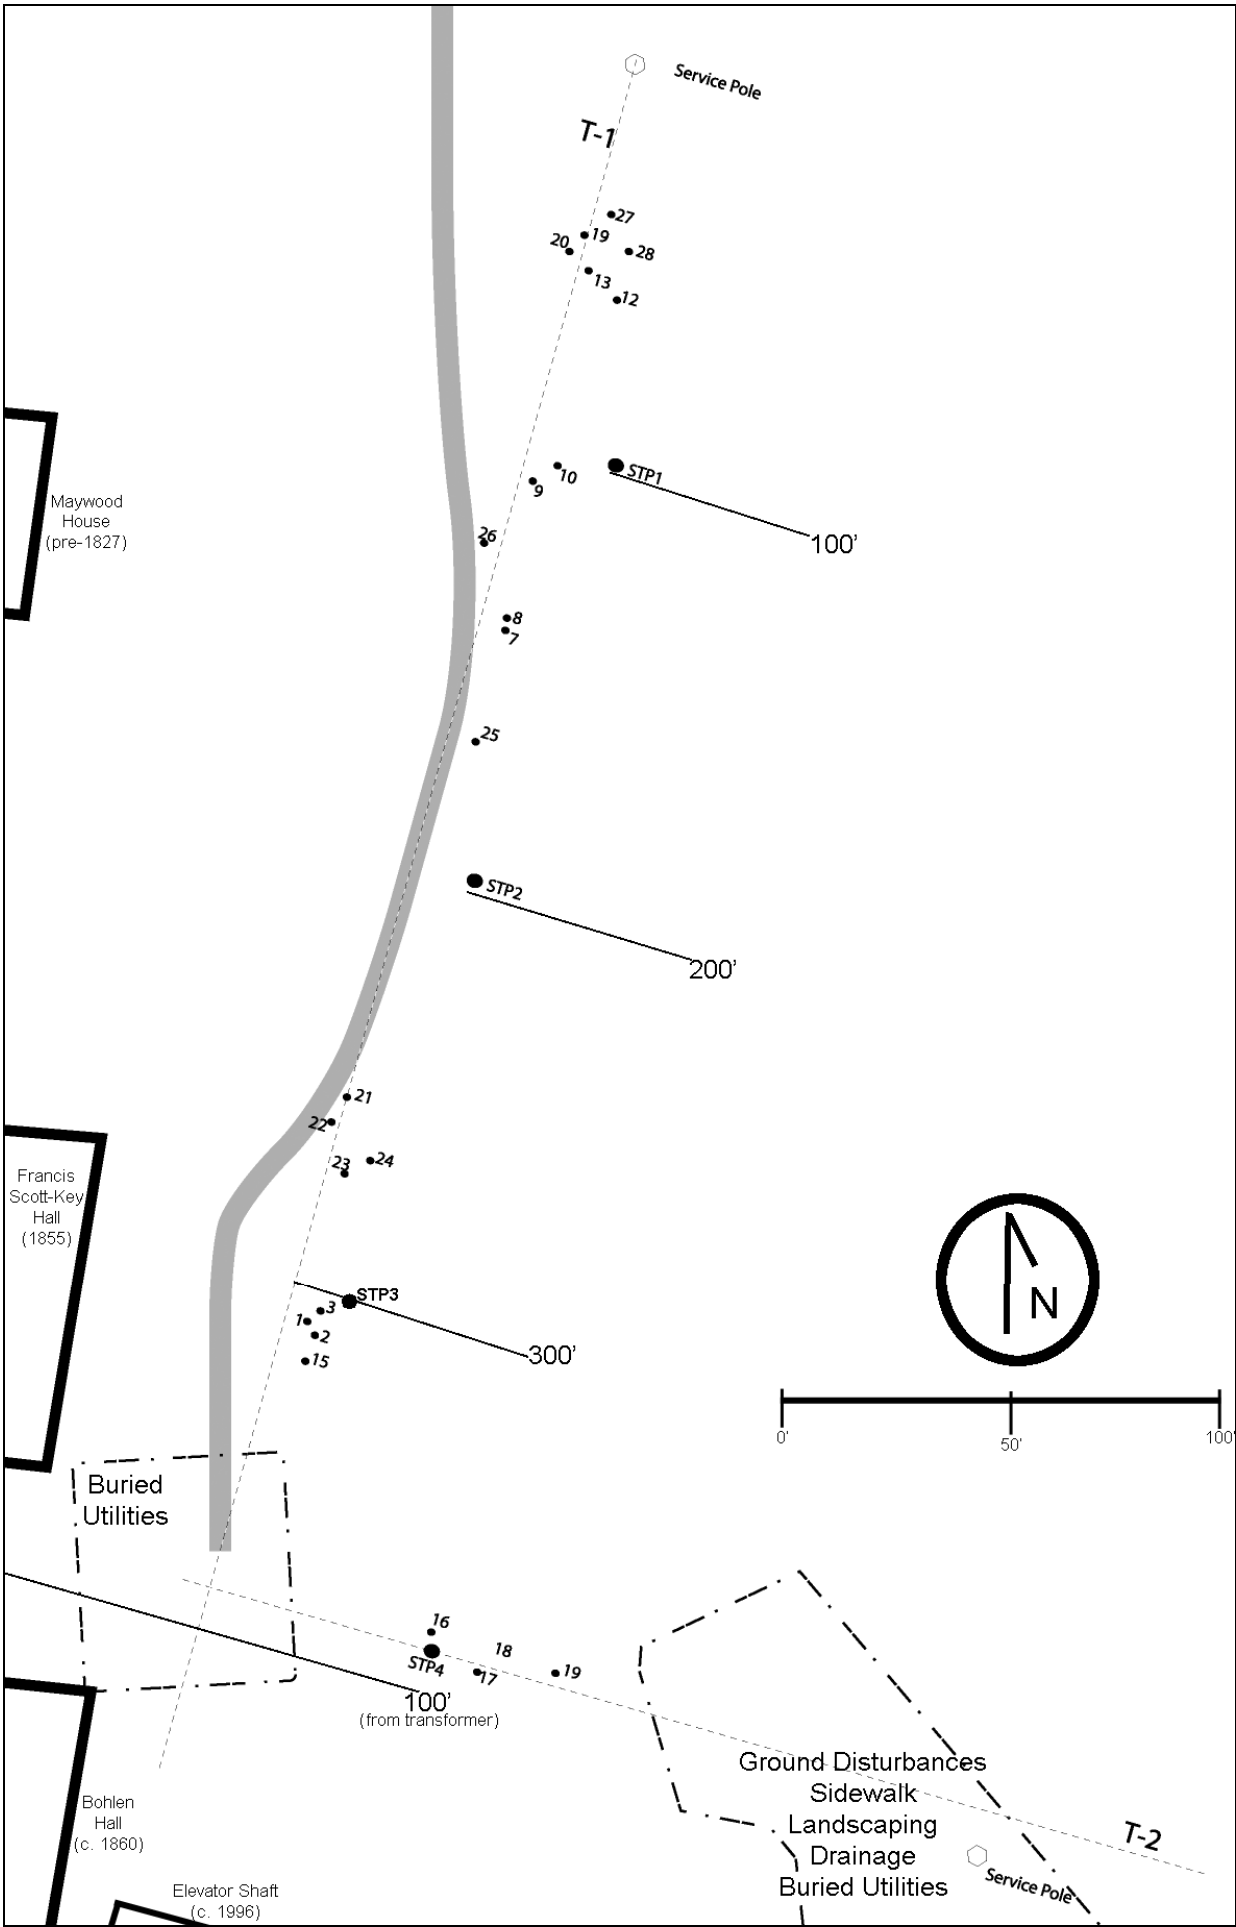 Service Pole
T-1
27
19
20
28
13
12
10
STP1
9
100'
26
Maywood
House
(pre-1827)
8
7
25
STP2
200'
21
22
23
24
Francis
Scott-Key
Hall
(1855)
STP3
3
1
2
15
300'
N
0'
50'
100'
Buried
Utilities
16
18
STP4
17
19
100'
(from transformer)
Ground Disturbances
Sidewalk
Landscaping
Drainage
Buried Utilities
T-2
Service Pole
Bohlen
Hall
(c. 1860)
Elevator Shaft
(c. 1996)